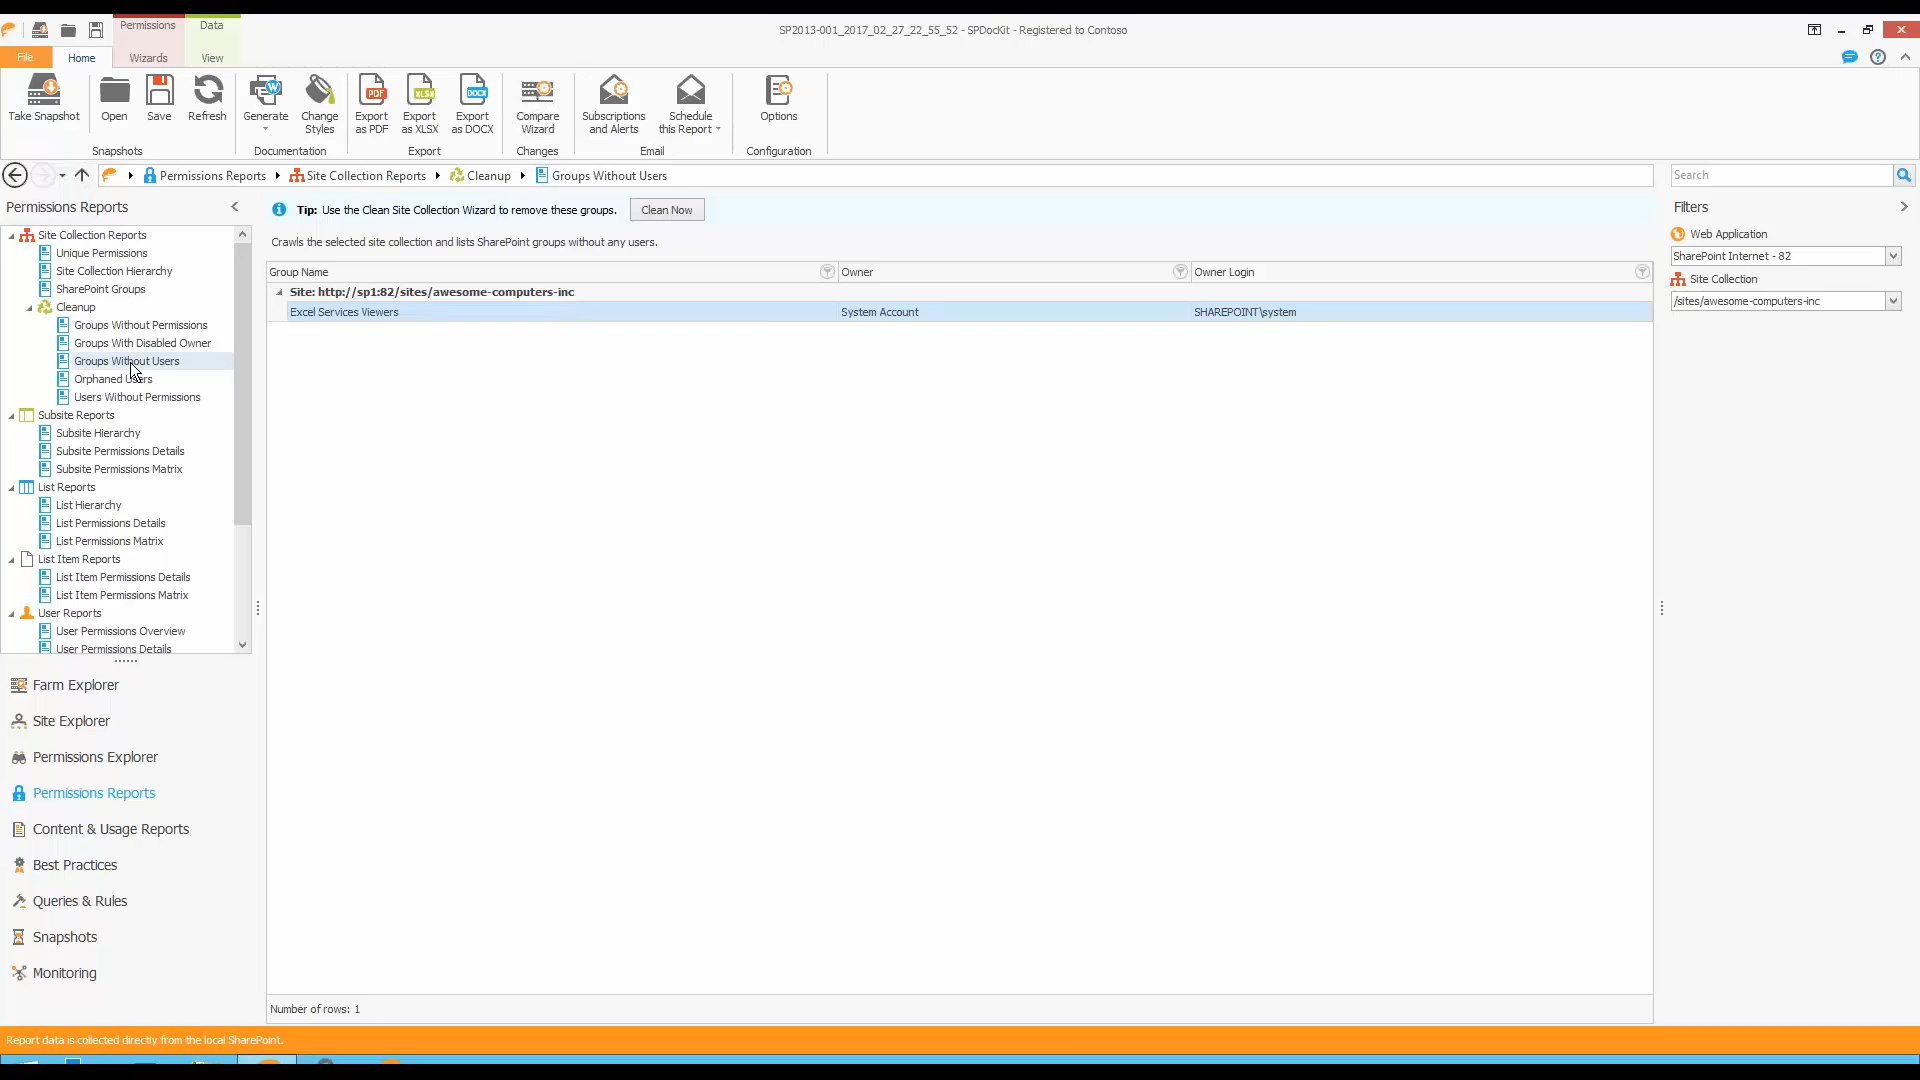 Permissions
Data
SP2013-001_2017_02_27_22_55_52 - SPDocKit - Registered to Contoso
File
Home
Wizards
View
Take Snapshot
Open
Save
Refresh
Generate
Change Styles
Export as PDF
Export as XLSX
Export as DOCX
Compare Wizard
Subscriptions and Alerts
Schedule this Report
Options
Snapshots
Documentation
Export
Changes
Email
Configuration
Permissions Reports
Site Collection Reports
Cleanup
Groups Without Users
Search
Permissions Reports
Site Collection Reports
Unique Permissions
Site Collection Hierarchy
SharePoint Groups
Cleanup
Groups Without Permissions
Groups With Disabled Owner
Groups Without Users
Orphaned Users
Users Without Permissions
Subsite Reports
Subsite Hierarchy
Subsite Permissions Details
Subsite Permissions Matrix
List Reports
List Hierarchy
List Permissions Details
List Permissions Matrix
List Item Reports
List Item Permissions Details
List Item Permissions Matrix
User Reports
User Permissions Overview
User Permissions Details
Farm Explorer
Site Explorer
Permissions Explorer
Permissions Reports
Content & Usage Reports
Best Practices
Queries & Rules
Snapshots
Monitoring
Tip: Use the Clean Site Collection Wizard to remove these groups.
Clean Now
Crawls the selected site collection and lists SharePoint groups without any users.
Group Name
Owner
Owner Login
Site: http://sp1:82/sites/awesome-computers-inc
Excel Services Viewers
System Account
SHAREPOINT\system
Number of rows: 1
Filters
Web Application
SharePoint Internet - 82
Site Collection
/sites/awesome-computers-inc
Report data is collected directly from the local SharePoint.